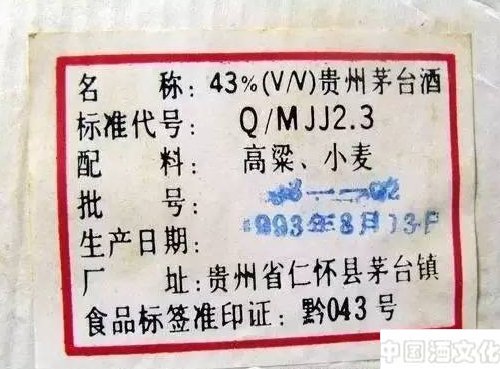 名 称: 43%(V/V)贵州茅台酒
标准代号: Q/MJJ2.3
配 料: 高粱、小麦
批 号:
生产日期: 1993年8月13日
厂 址: 贵州省仁怀县茅台镇
食品标签准印证: 黔043号
中国酒文化